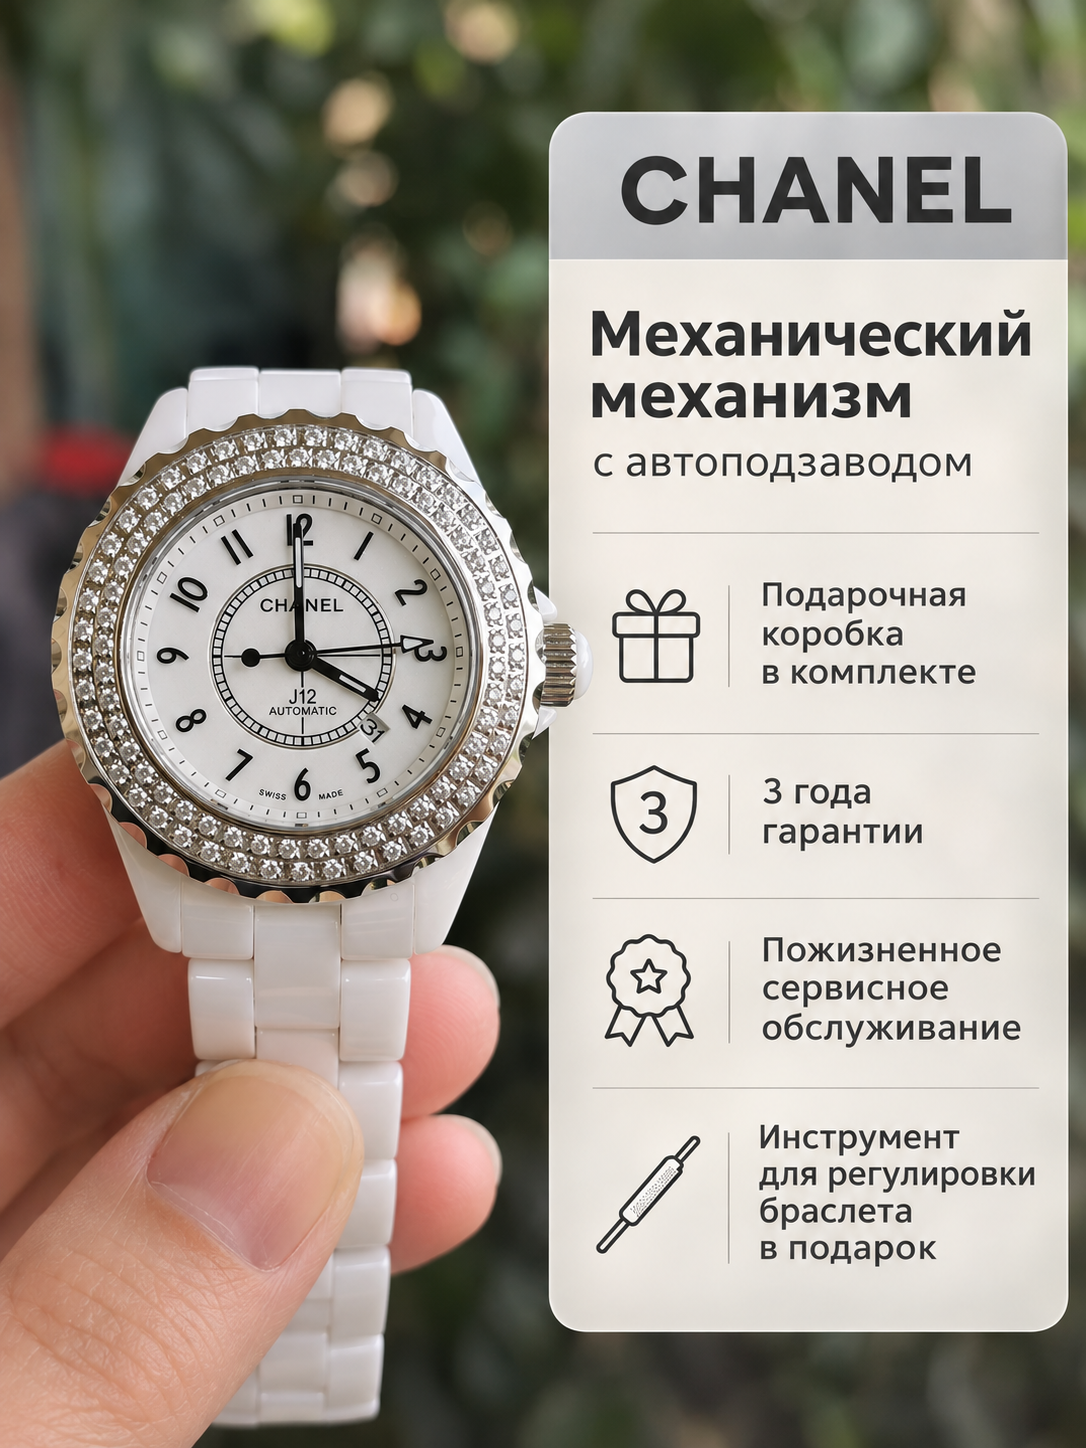 CHANEL
Механический
механизм
с автоподзаводом
Подарочная
коробка
в комплекте
3
3 года
гарантии
Пожизненное
сервисное
обслуживание
Инструмент
для регулировки
браслета
в подарок
12
1
2
3
4
5
6
7
8
9
10
11
CHANEL
J12
AUTOMATIC
31
SWISS MADE